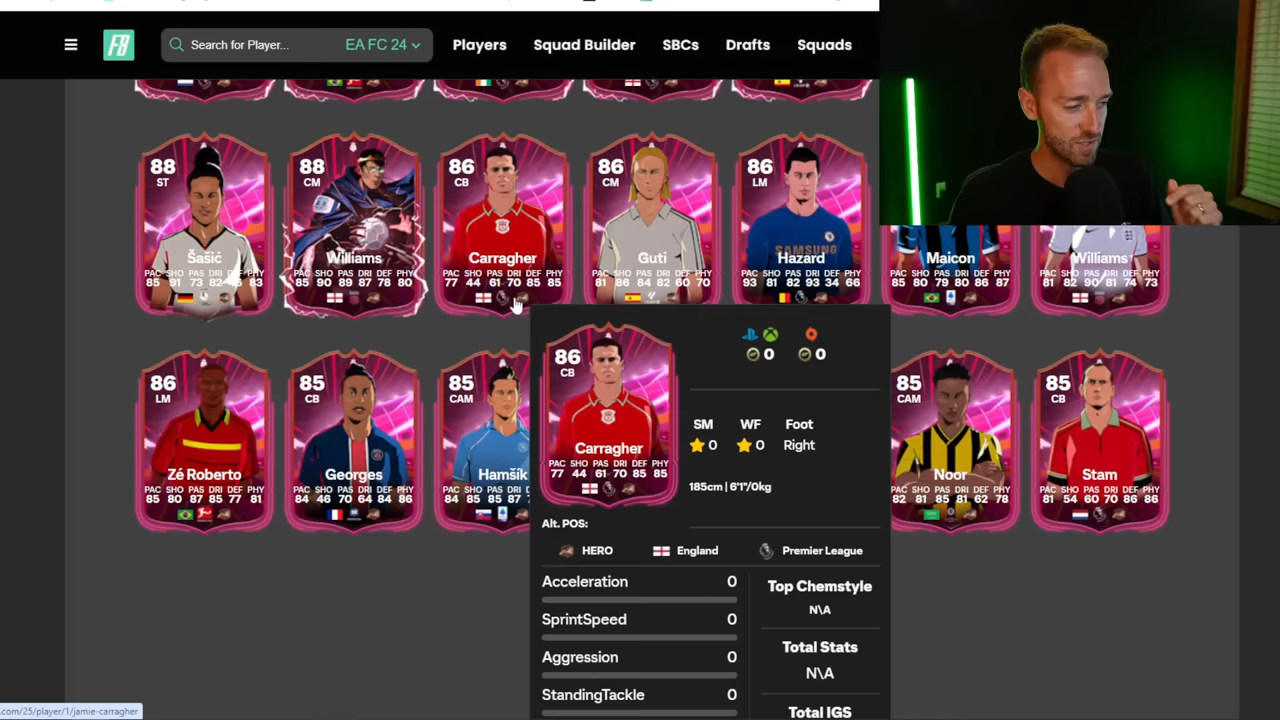 FB Search for Player... EA FC 24 Players Squad Builder SBCs Drafts Squads
88 ST Šašić PAC SHO PAS DRI DEF PHY 85 91 73 82 83
88 CM Williams PAC SHO PAS DRI DEF PHY 85 90 89 87 78 80
86 CB Carragher PAC SHO PAS DRI DEF PHY 77 44 61 70 85 85
86 CM Guti PAC SHO PAS DRI DEF PHY 81 86 84 82 60 70
86 LM Hazard PAC SHO PAS DRI DEF PHY 93 81 82 93 34 66
SAMSUNG
Maicon PAC SHO PAS DRI DEF PHY 85 79 80 80 86 87
Williams PAC SHO PAS DRI DEF PHY 81 82 90 81 74 73
86 LM Zé Roberto PAC SHO PAS DRI DEF PHY 85 80 87 85 77 81
85 CB Georges PAC SHO PAS DRI DEF PHY 84 46 70 64 84 86
85 CAM Hamšík PAC SHO PAS DRI 84 85 85 87
86 CB Carragher PAC SHO PAS DRI DEF PHY 77 44 61 70 85 85
0 0
SM WF Foot
0 0 Right
185cm | 6'1"/0kg
Alt. POS:
HERO England Premier League
Acceleration 0
SprintSpeed 0
Aggression 0
StandingTackle 0
Top Chemstyle
N\A
Total Stats
N\A
Total IGS
85 CAM Noor PAC SHO PAS DRI DEF PHY 82 81 85 81 62 78
85 CB Stam PAC SHO PAS DRI DEF PHY 81 54 60 70 86 86
.com/25/player/1/jamie-carragher